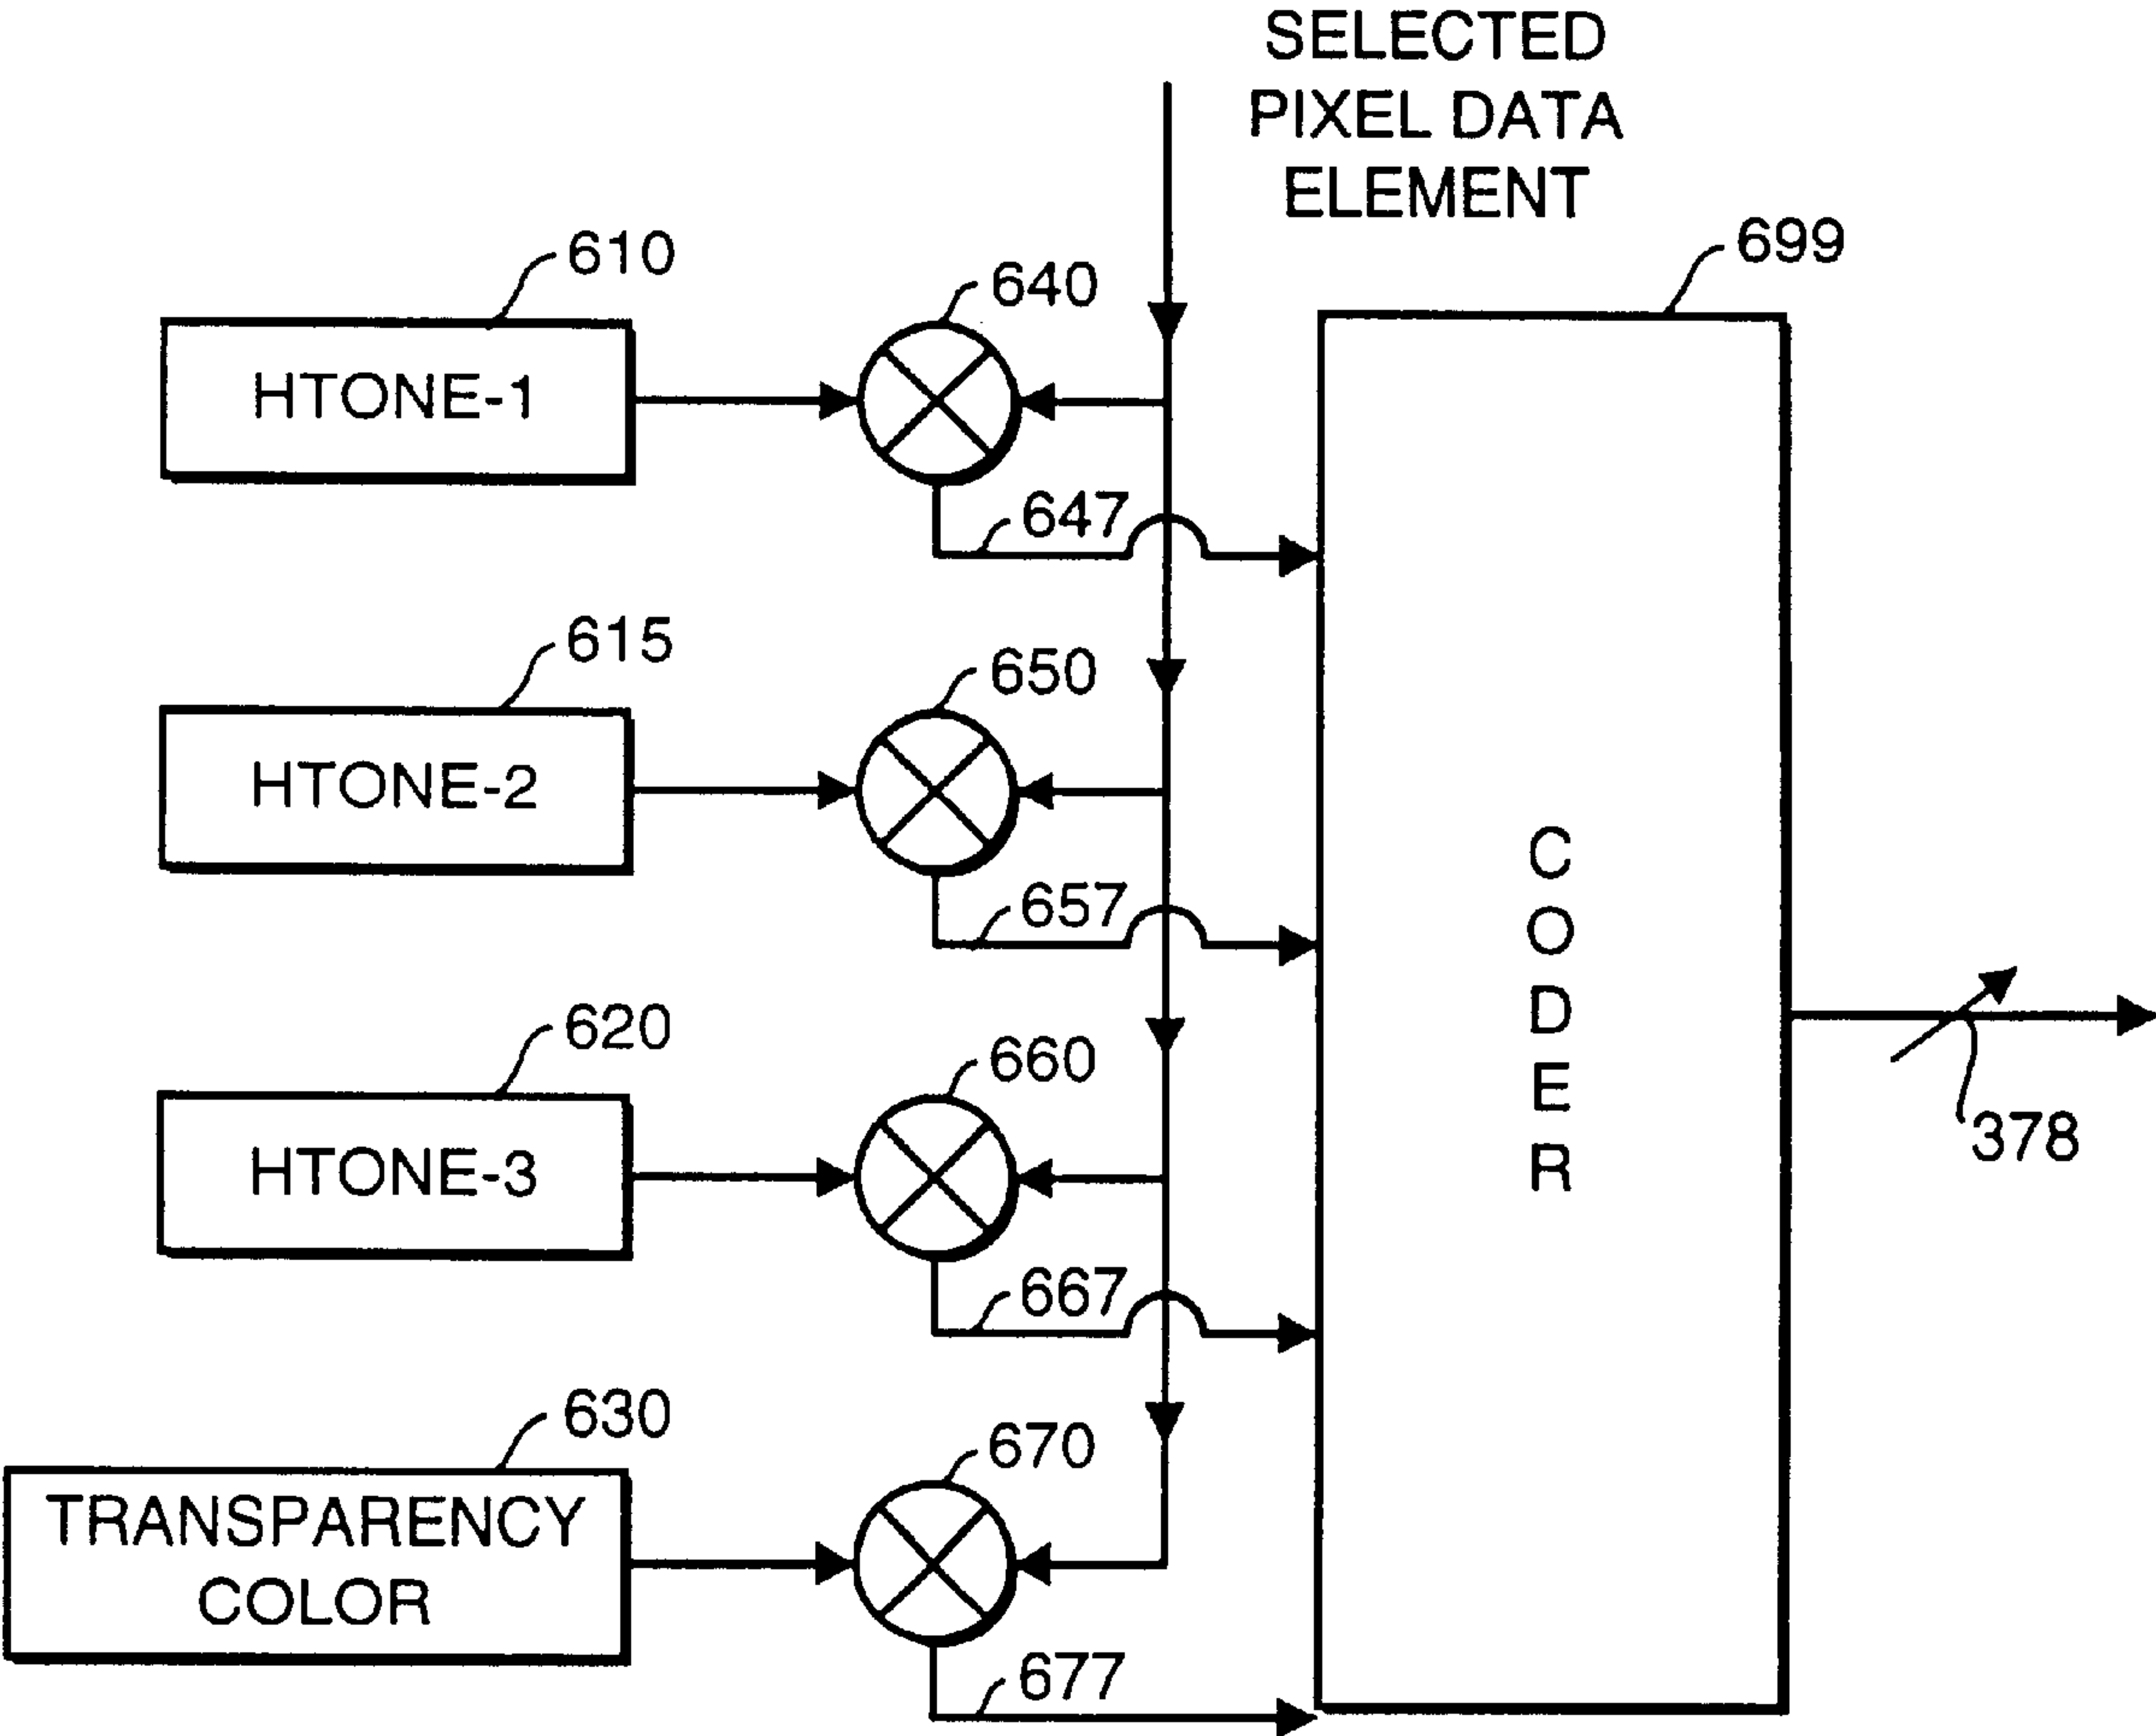 SELECTED
PIXEL DATA
ELEMENT
699
610
640
HTONE-1
647
615
650
HTONE-2
657
CODER
620
660
378
HTONE-3
667
630
670
TRANSPARENCY
COLOR
677